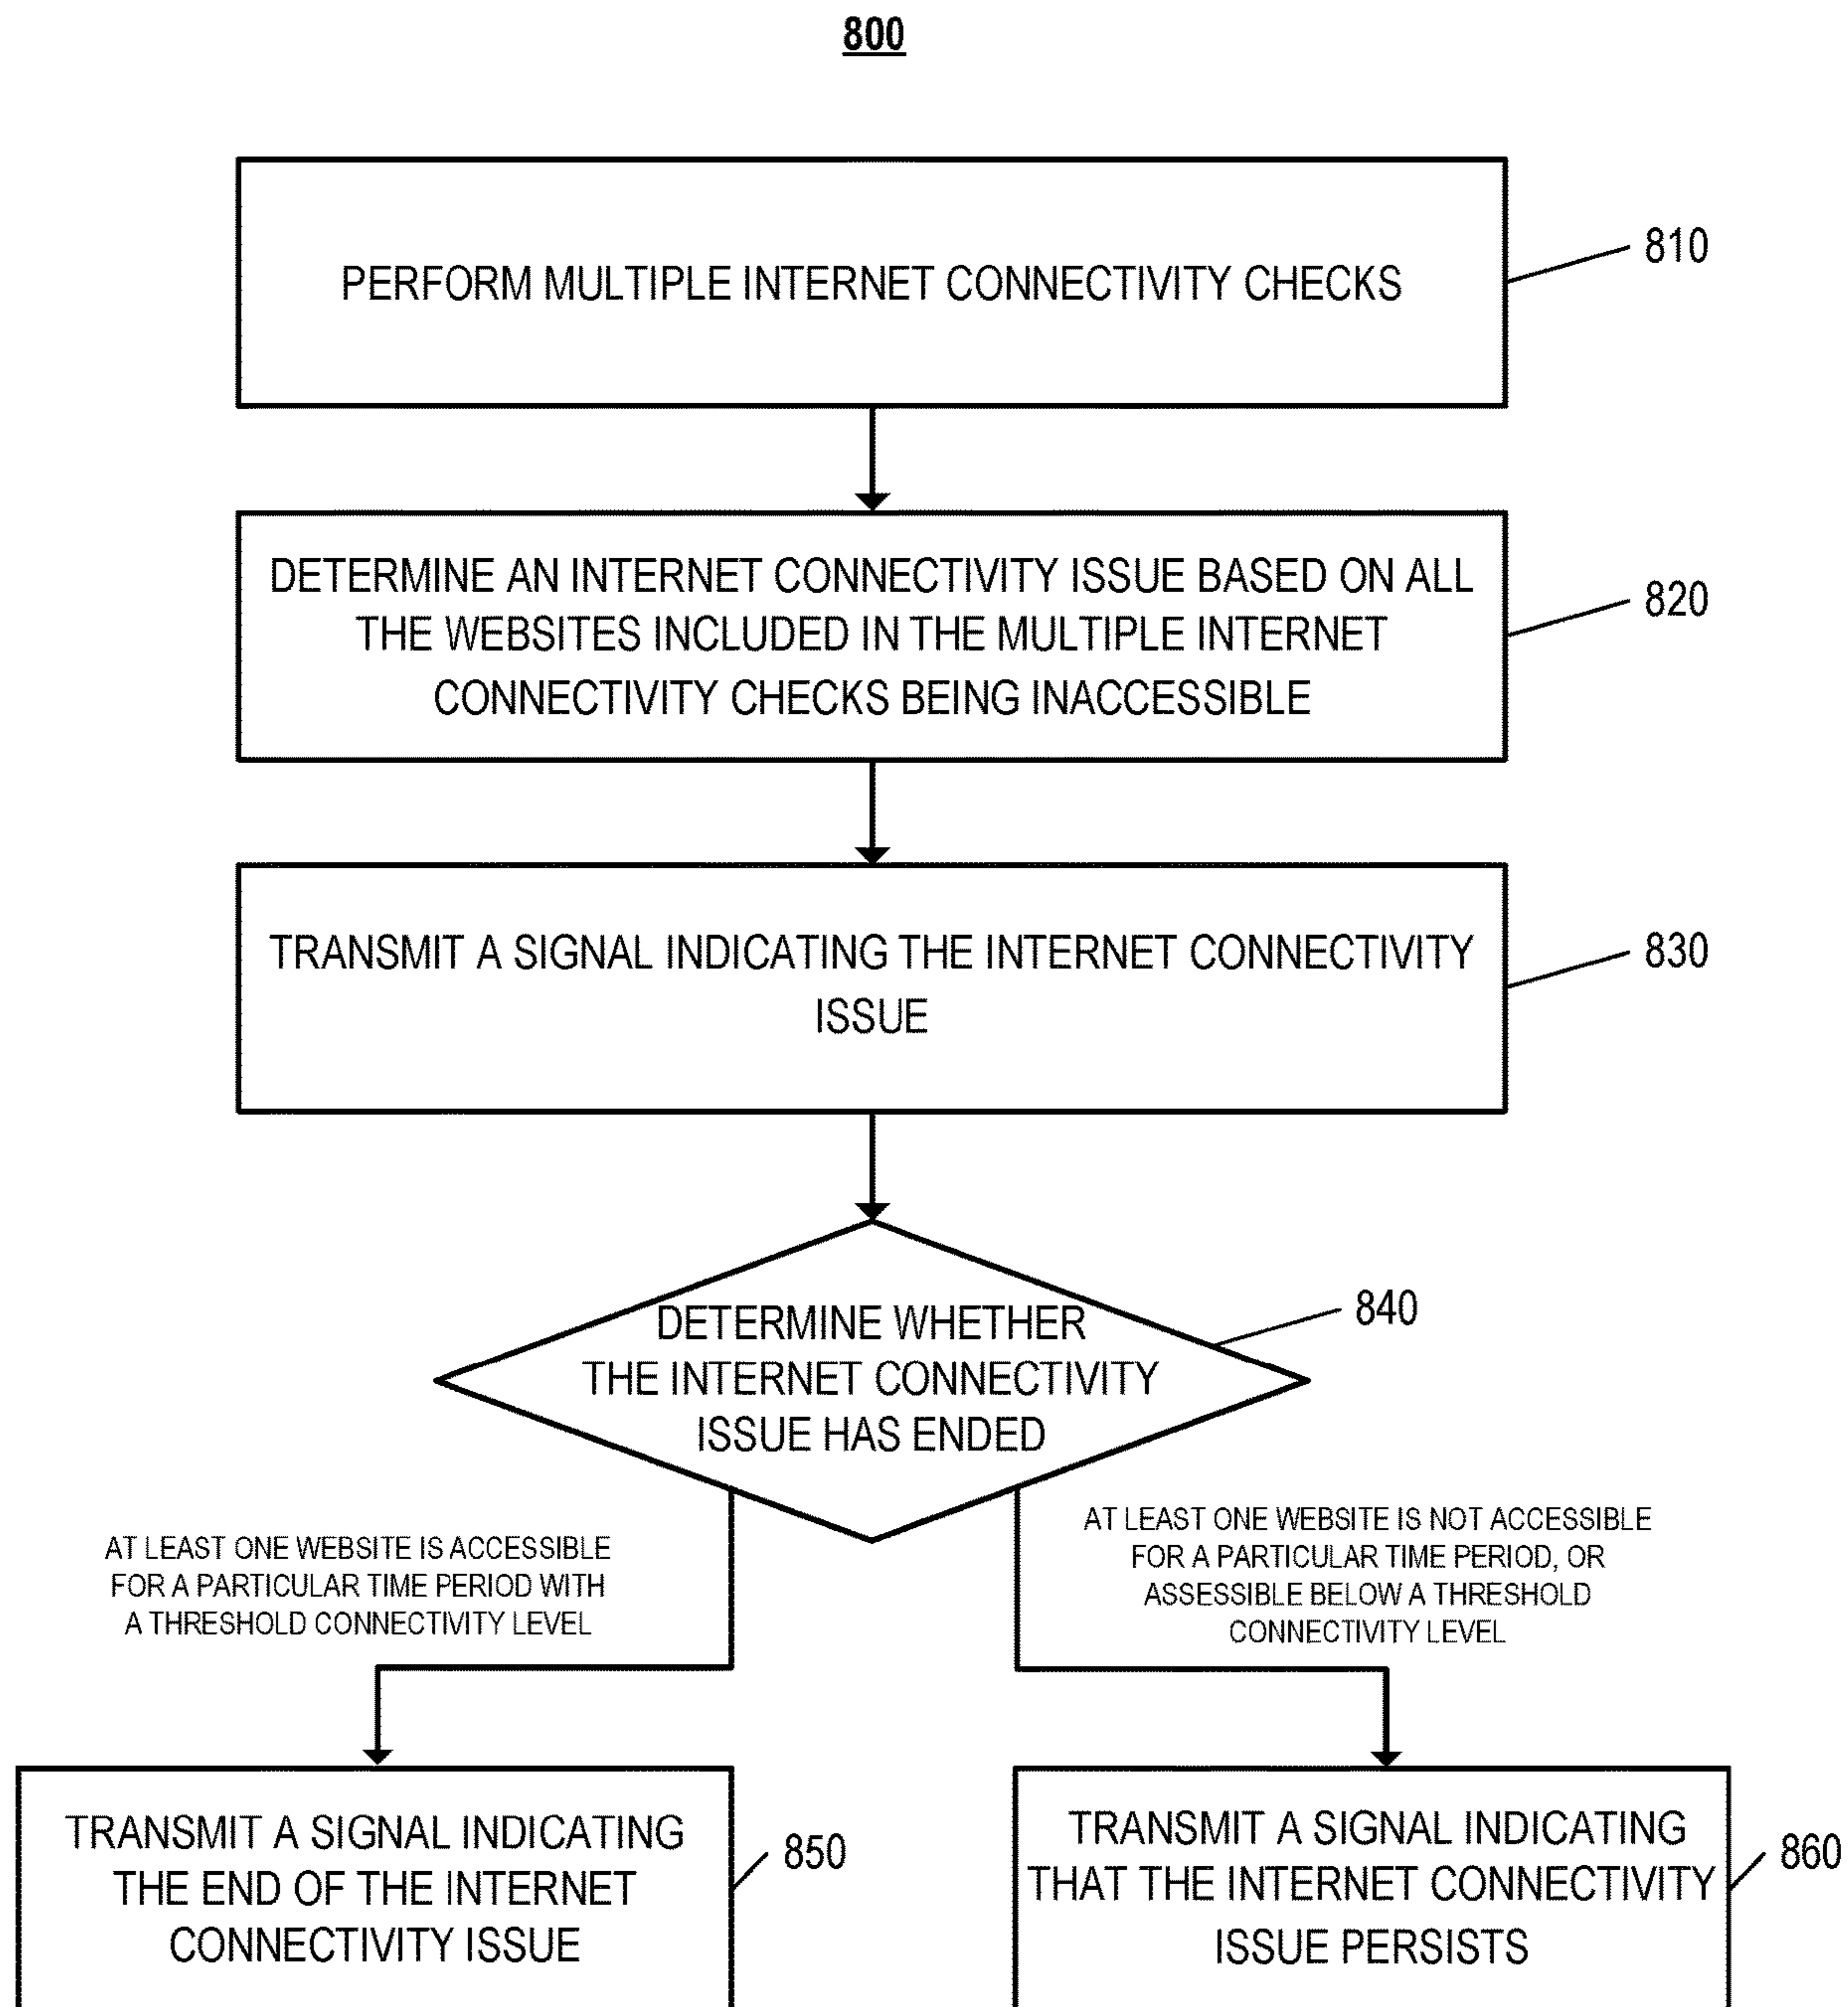 800
PERFORM MULTIPLE INTERNET CONNECTIVITY CHECKS
810
DETERMINE AN INTERNET CONNECTIVITY ISSUE BASED ON ALL
THE WEBSITES INCLUDED IN THE MULTIPLE INTERNET
CONNECTIVITY CHECKS BEING INACCESSIBLE
820
TRANSMIT A SIGNAL INDICATING THE INTERNET CONNECTIVITY
ISSUE
830
DETERMINE WHETHER
THE INTERNET CONNECTIVITY
ISSUE HAS ENDED
840
AT LEAST ONE WEBSITE IS ACCESSIBLE
FOR A PARTICULAR TIME PERIOD WITH
A THRESHOLD CONNECTIVITY LEVEL
AT LEAST ONE WEBSITE IS NOT ACCESSIBLE
FOR A PARTICULAR TIME PERIOD, OR
ASSESSIBLE BELOW A THRESHOLD
CONNECTIVITY LEVEL
TRANSMIT A SIGNAL INDICATING
THE END OF THE INTERNET
CONNECTIVITY ISSUE
850
TRANSMIT A SIGNAL INDICATING
THAT THE INTERNET CONNECTIVITY
ISSUE PERSISTS
860